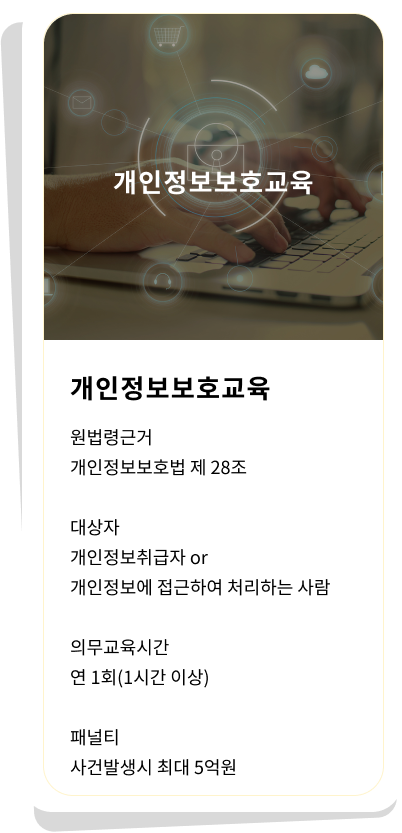 개인정보보호교육
개인정보보호교육
원법령근거
개인정보보호법 제 28조
대상자
개인정보취급자 or
개인정보에 접근하여 처리하는 사람
의무교육시간
연 1회(1시간 이상)
패널티
사건발생시 최대 5억원